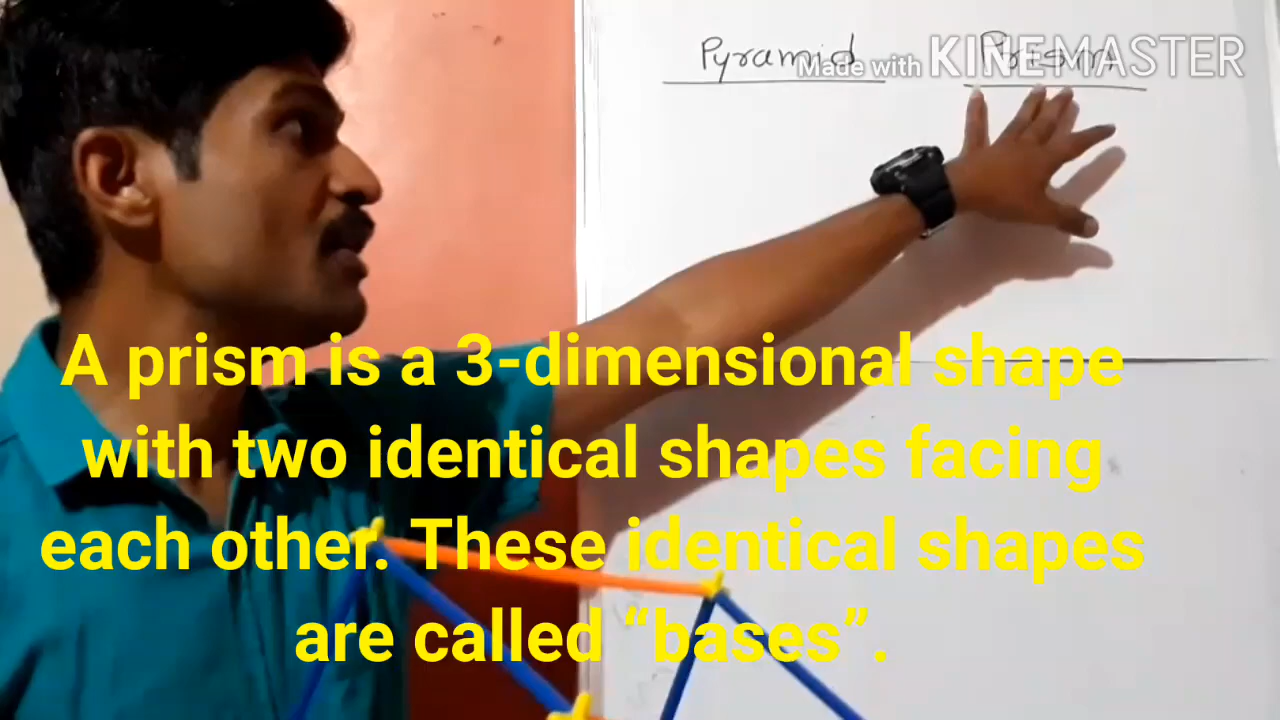 Pyramid Prism
Made with KINEMASTER
A prism is a 3-dimensional shape
with two identical shapes facing
each other. These identical shapes
are called “bases”.